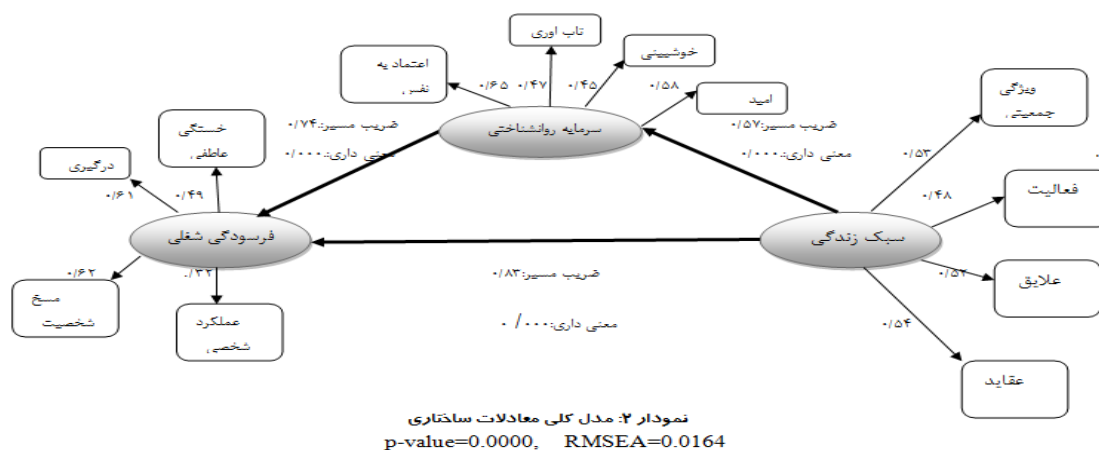 تاب اوری
خوشبینی
اعتماد به
نفس
امید
۰/۶۵
۰/۴۷
۰/۴۵
۰/۵۸
سرمایه روانشناختی
ویژگی
جمعیتی
فعالیت
علایق
عقاید
۰/۵۳
۰/۴۸
۰/۵۲
۰/۵۴
سبک زندگی
ضریب مسیر:۰/۵۷
معنی داری:۰/۰۰۰
ضریب مسیر:۰/۷۴
معنی داری:۰/۰۰۰
خستگی
عاطفی
درگیری
۰/۶۱
۰/۴۹
فرسودگی شغلی
۰/۶۲
مسخ
شخصیت
عملکرد
شخصی
ضریب مسیر:۰/۸۳
معنی داری:۰/۰۰۰
نمودار ۲: مدل کلی معادلات ساختاری
p-value=0.0000, RMSEA=0.0164